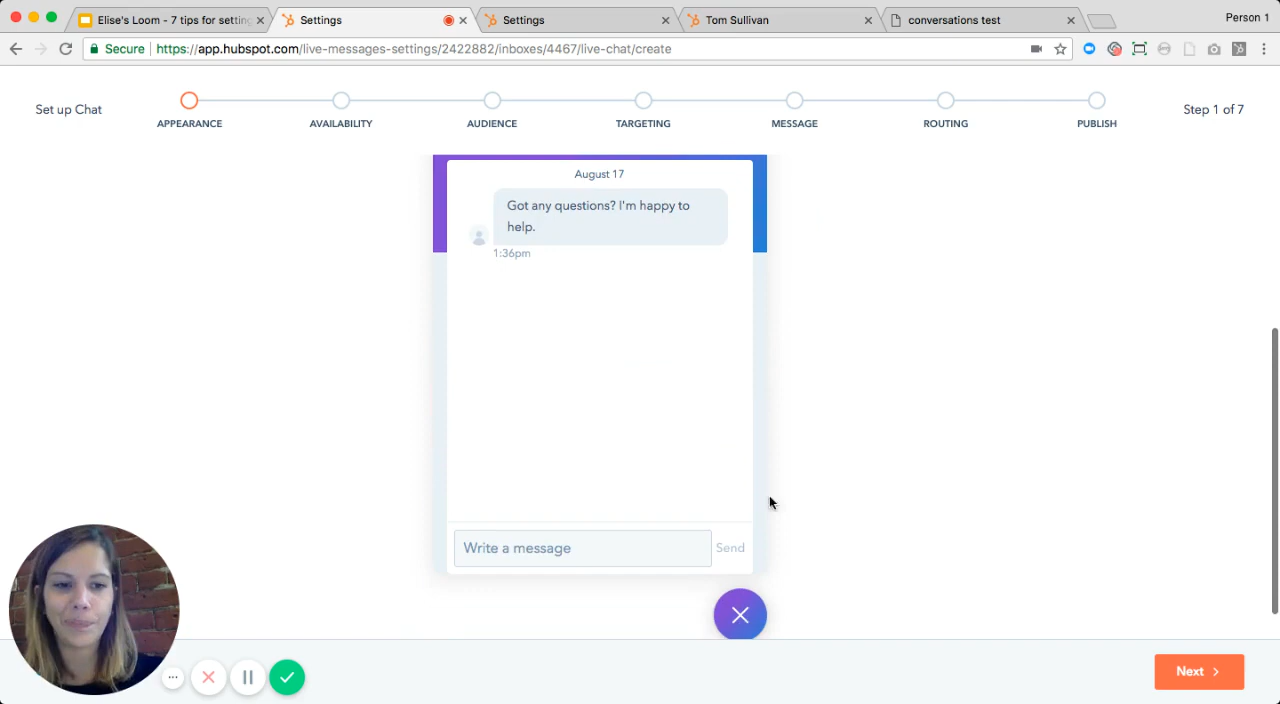 Elise's Loom - 7 tips for setting
Settings
Settings
Tom Sullivan
conversations test
Person 1
Secure
https://app.hubspot.com/live-messages-settings/2422882/inboxes/4467/live-chat/create
Set up Chat
APPEARANCE
AVAILABILITY
AUDIENCE
TARGETING
MESSAGE
ROUTING
PUBLISH
Step 1 of 7
August 17
Got any questions? I'm happy to
help.
1:36pm
Write a message
Send
Next